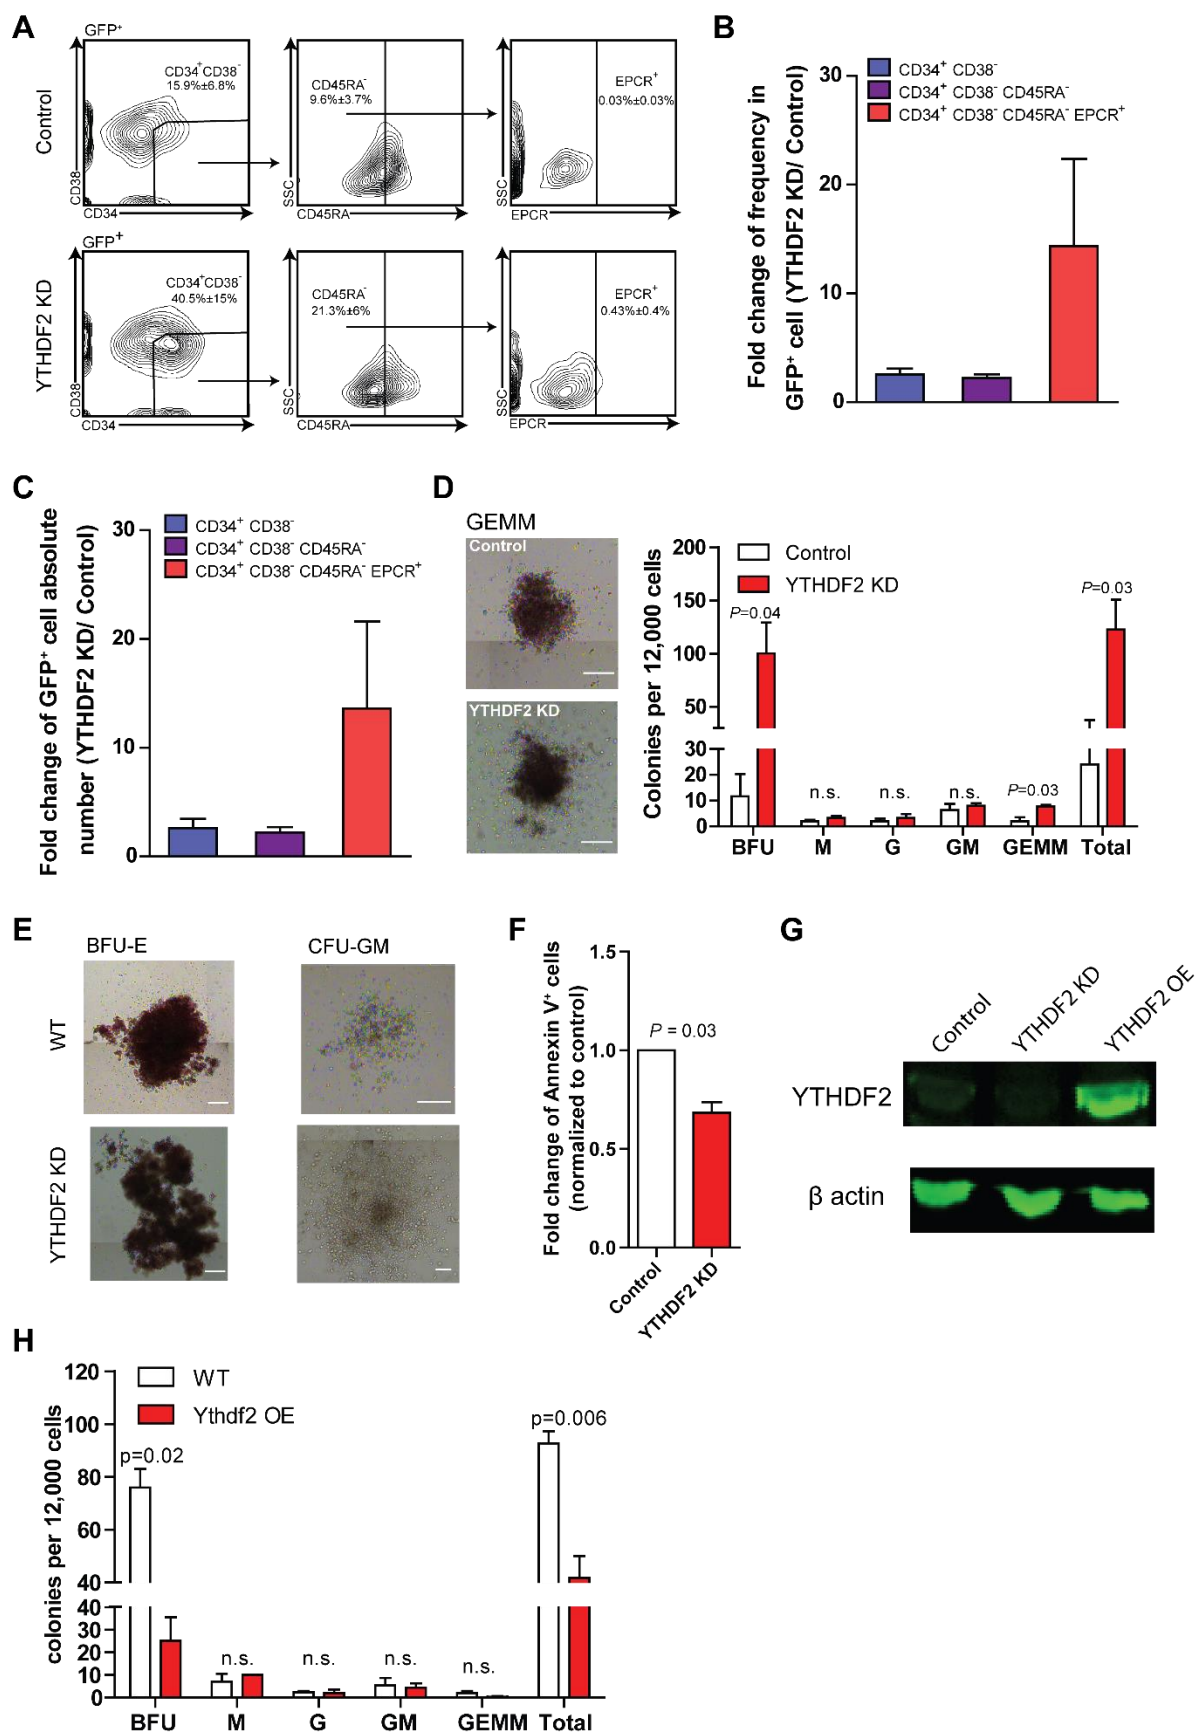 A
GFP⁺
Control
CD34⁺CD38⁻
15.9%±6.8%
CD38
CD34
CD45RA⁻
9.6%±3.7%
SSC
CD45RA
EPCR⁺
0.03%±0.03%
SSC
EPCR
GFP⁺
YTHDF2 KD
CD34⁺CD38⁻
40.5%±15%
CD38
CD34
CD45RA⁻
21.3%±6%
SSC
CD45RA
EPCR⁺
0.43%±0.4%
SSC
EPCR
B
Fold change of frequency in
GFP⁺ cell (YTHDF2 KD/ Control)
30
20
10
0
CD34⁺ CD38⁻
CD34⁺ CD38⁻ CD45RA⁻
CD34⁺ CD38⁻ CD45RA⁻ EPCR⁺
C
Fold change of GFP⁺ cell absolute
number (YTHDF2 KD/ Control)
30
20
10
0
CD34⁺ CD38⁻
CD34⁺ CD38⁻ CD45RA⁻
CD34⁺ CD38⁻ CD45RA⁻ EPCR⁺
D
GEMM
Control
YTHDF2 KD
Colonies per 12,000 cells
200
150
100
50
30
20
10
0
Control
YTHDF2 KD
P=0.04
n.s.
n.s.
n.s.
P=0.03
P=0.03
BFU M G GM GEMM Total
E
BFU-E
CFU-GM
WT
YTHDF2 KD
F
Fold change of Annexin V⁺ cells
(normalized to control)
1.5
1.0
0.5
0.0
P = 0.03
Control
YTHDF2 KD
G
Control
YTHDF2 KD
YTHDF2 OE
YTHDF2
β actin
H
colonies per 12,000 cells
120
100
80
60
40
40
30
20
10
0
WT
Ythdf2 OE
p=0.02
n.s.
n.s.
n.s.
n.s.
p=0.006
BFU M G GM GEMM Total